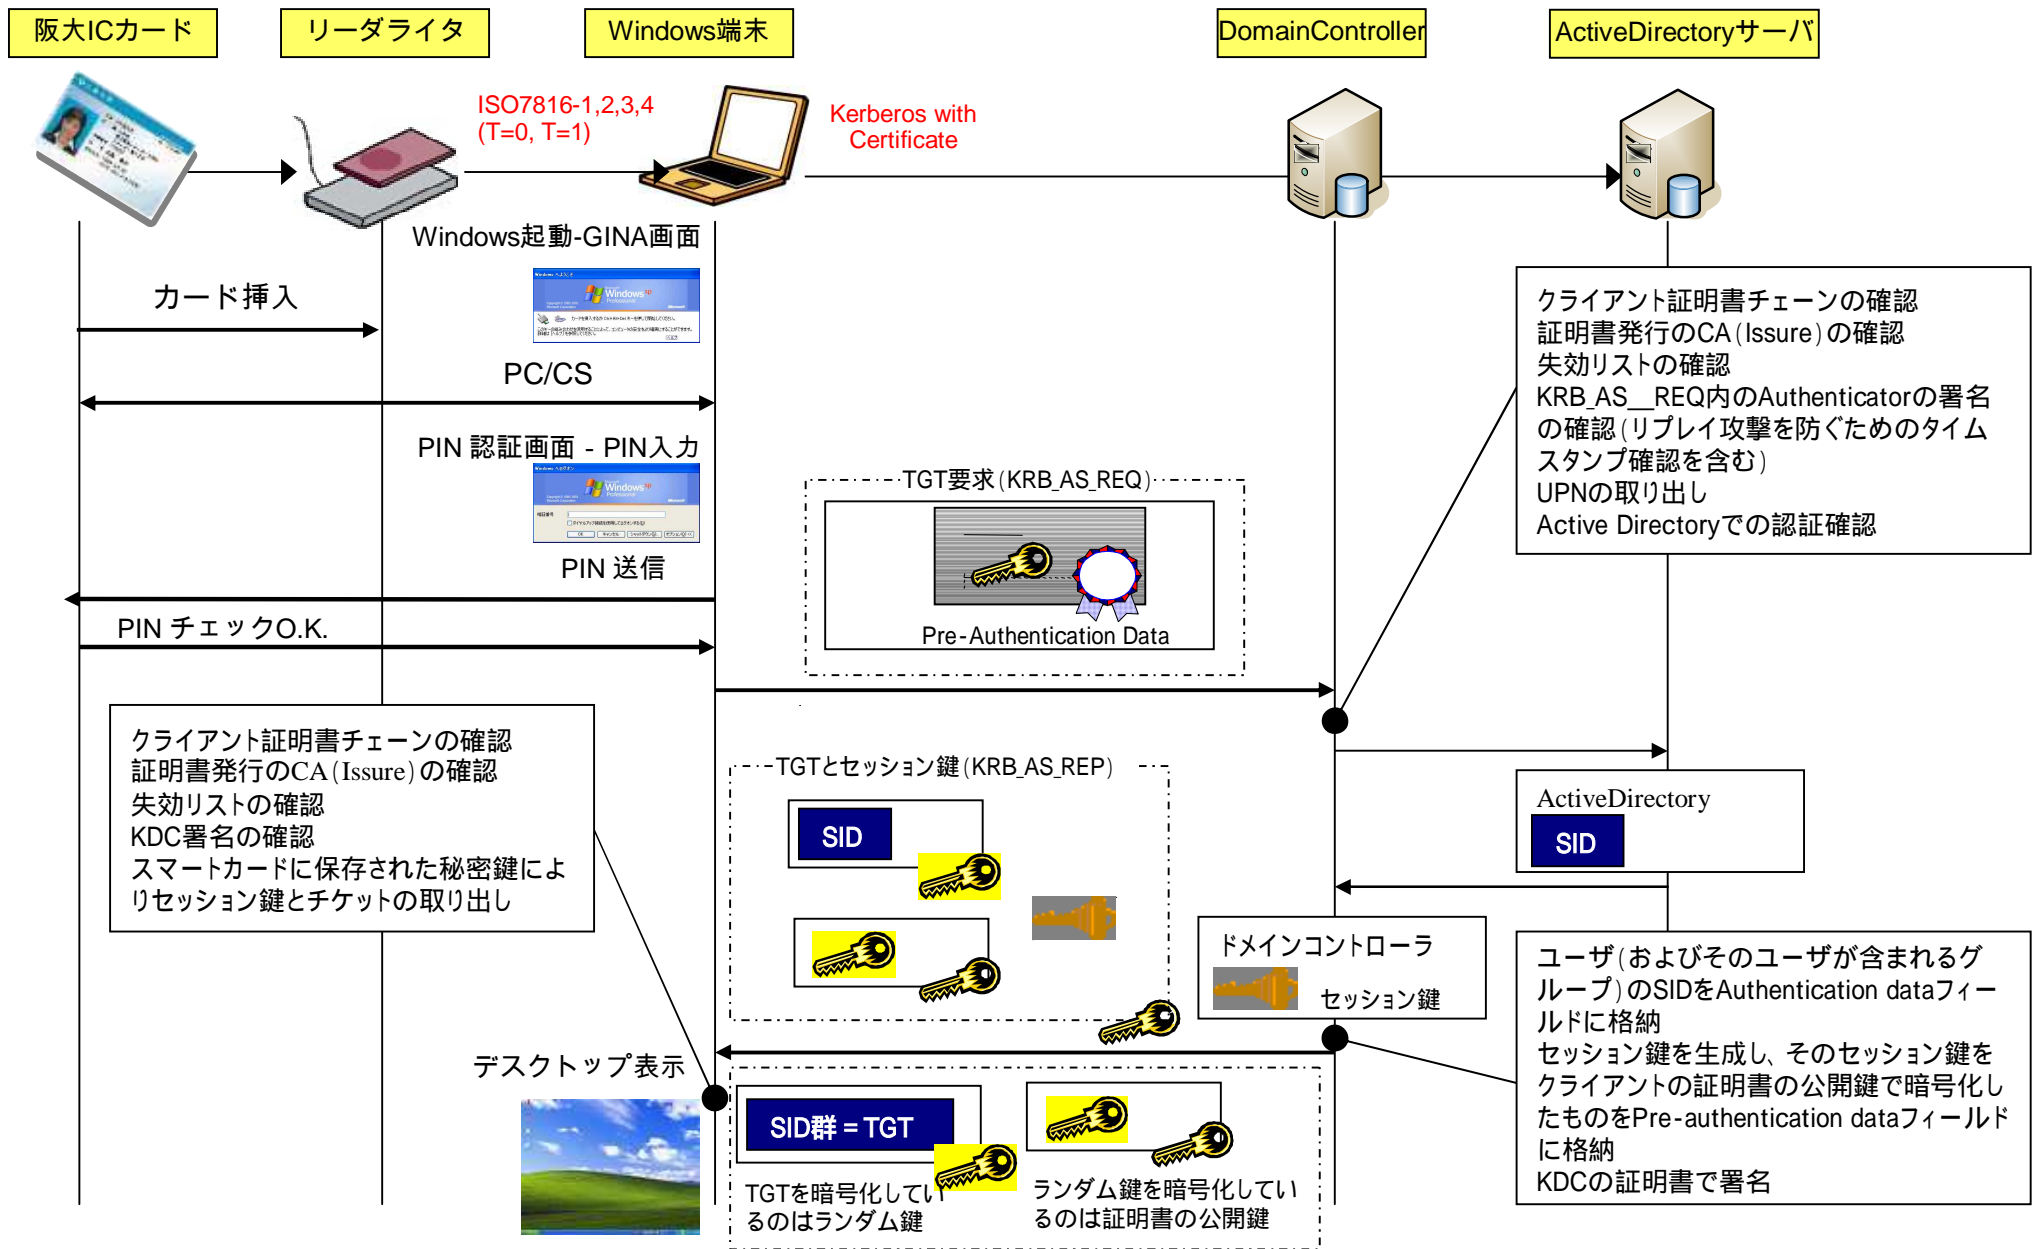 阪大ICカード
リーダライタ
Windows端末
DomainController
ActiveDirectoryサーバ
ISO7816-1,2,3,4
(T=0, T=1)
Kerberos with
Certificate
Windows起動-GINA画面
カード挿入
Windows xp
Professional
PC/CS
PIN 認証画面 - PIN入力
Windows xp
Professional
PIN 送信
PIN チェックO.K.
TGT要求(KRB_AS_REQ)
Pre-Authentication Data
クライアント証明書チェーンの確認
証明書発行のCA(Issure)の確認
失効リストの確認
KRB_AS__REQ内のAuthenticatorの署名
の確認(リプレイ攻撃を防ぐためのタイム
スタンプ確認を含む)
UPNの取り出し
Active Directoryでの認証確認
クライアント証明書チェーンの確認
証明書発行のCA(Issure)の確認
失効リストの確認
KDC署名の確認
スマートカードに保存された秘密鍵によ
りセッション鍵とチケットの取り出し
TGTとセッション鍵(KRB_AS_REP)
SID
ActiveDirectory
SID
ドメインコントローラ
セッション鍵
ユーザ(およびそのユーザが含まれるグ
ループ)のSIDをAuthentication dataフィー
ルドに格納
セッション鍵を生成し、そのセッション鍵を
クライアントの証明書の公開鍵で暗号化し
たものをPre-authentication dataフィールド
に格納
KDCの証明書で署名
デスクトップ表示
SID群 = TGT
TGTを暗号化してい
るのはランダム鍵
ランダム鍵を暗号化してい
るのは証明書の公開鍵